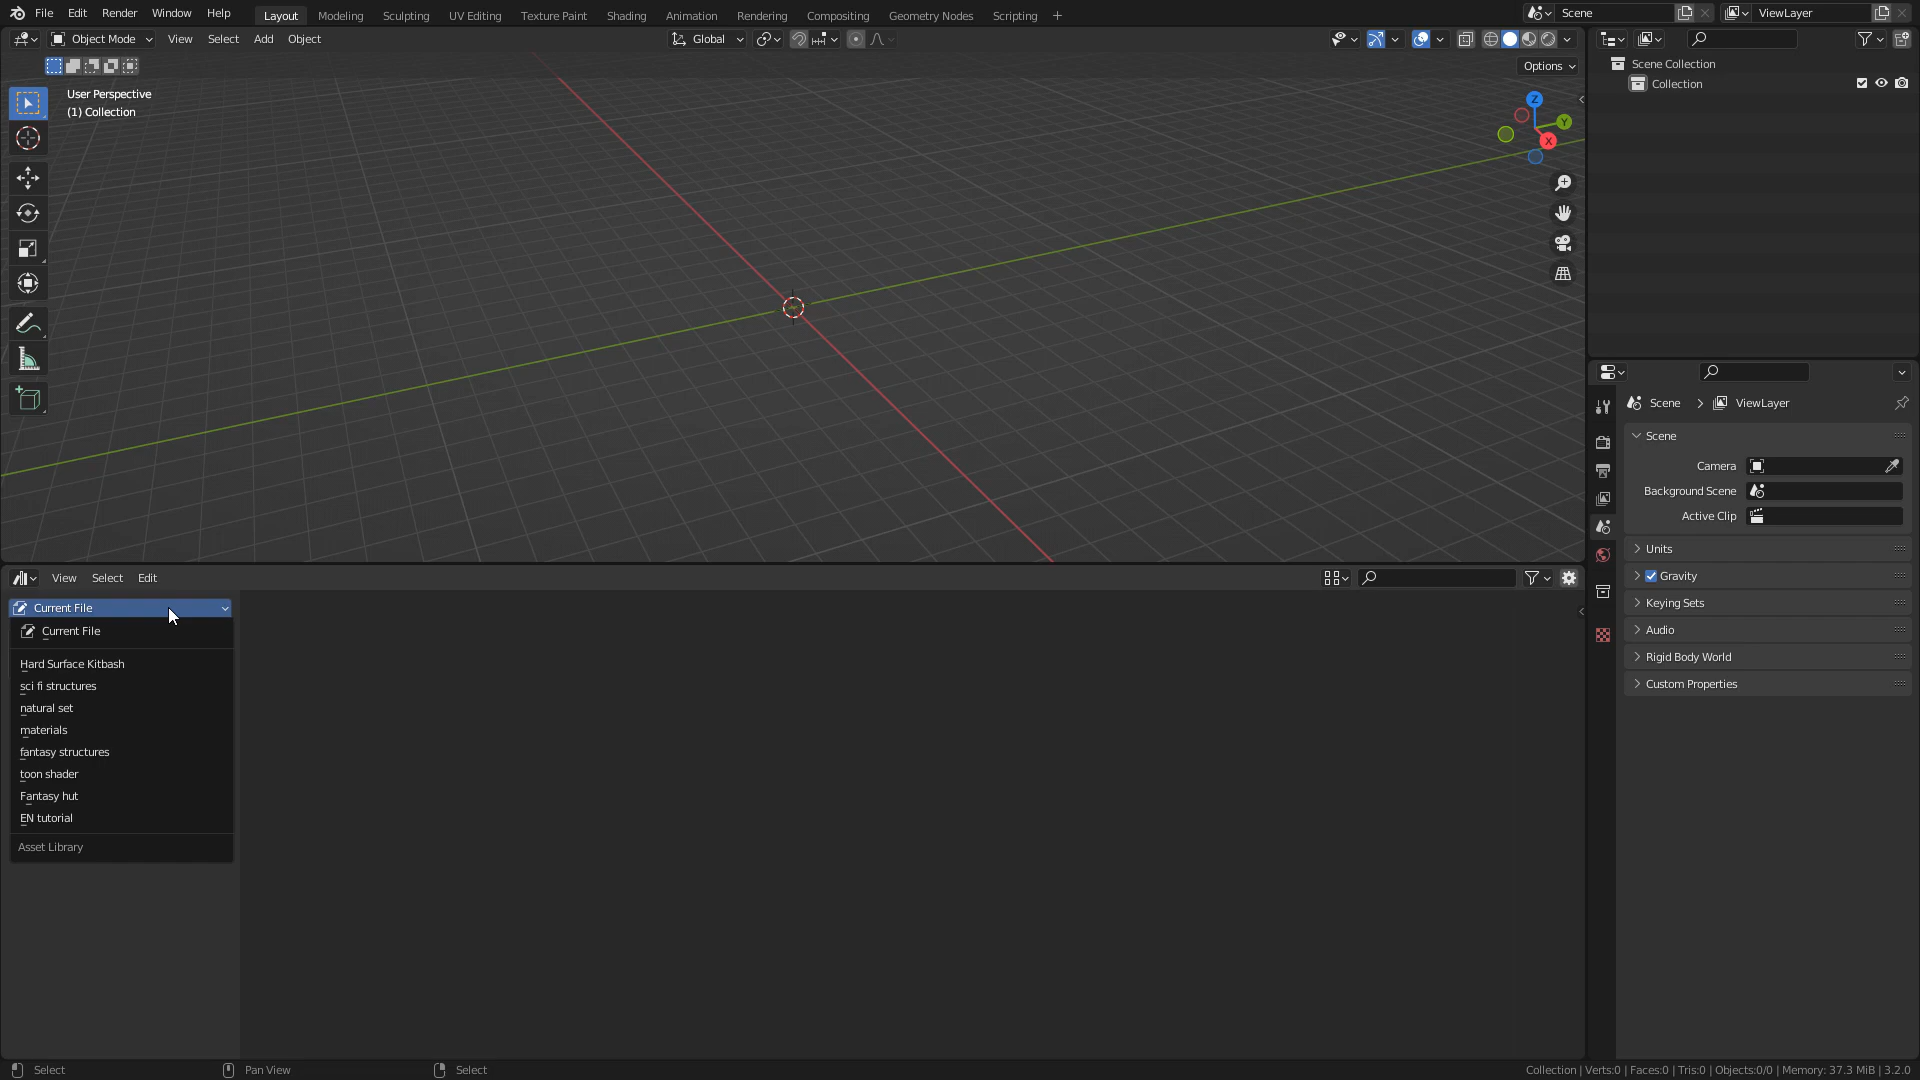 File Edit Render Window Help Layout Modeling Sculpting UV Editing Texture Paint Shading Animation Rendering Compositing Geometry Nodes Scripting + Scene ViewLayer
Object Mode View Select Add Object Global
Options
User Perspective
(1) Collection
Z
Y
X
Scene Collection
Collection
Scene > ViewLayer
Scene
Camera
Background Scene
Active Clip
Units
Gravity
Keying Sets
Audio
Rigid Body World
Custom Properties
View Select Edit
Current File
Current File
Hard Surface Kitbash
sci fi structures
natural set
materials
fantasy structures
toon shader
Fantasy hut
EN tutorial
Asset Library
Select Pan View Select Collection | Verts:0 | Faces:0 | Tris:0 | Objects:0/0 | Memory: 37.3 MiB | 3.2.0